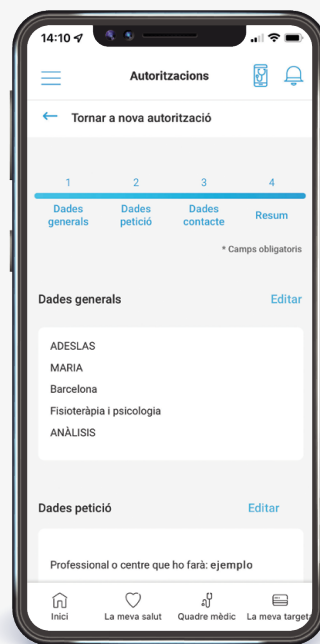 14:10
Autoritzacions
Tornar a nova autorització
1 2 3 4
Dades generals
Dades petició
Dades contacte
Resum
* Camps obligatoris
Dades generals Editar
ADESLAS
MARIA
Barcelona
Fisioteràpia i psicologia
ANÀLISIS
Dades petició Editar
Professional o centre que ho farà: ejemplo
Inici La meva salut Quadre mèdic La meva targeta